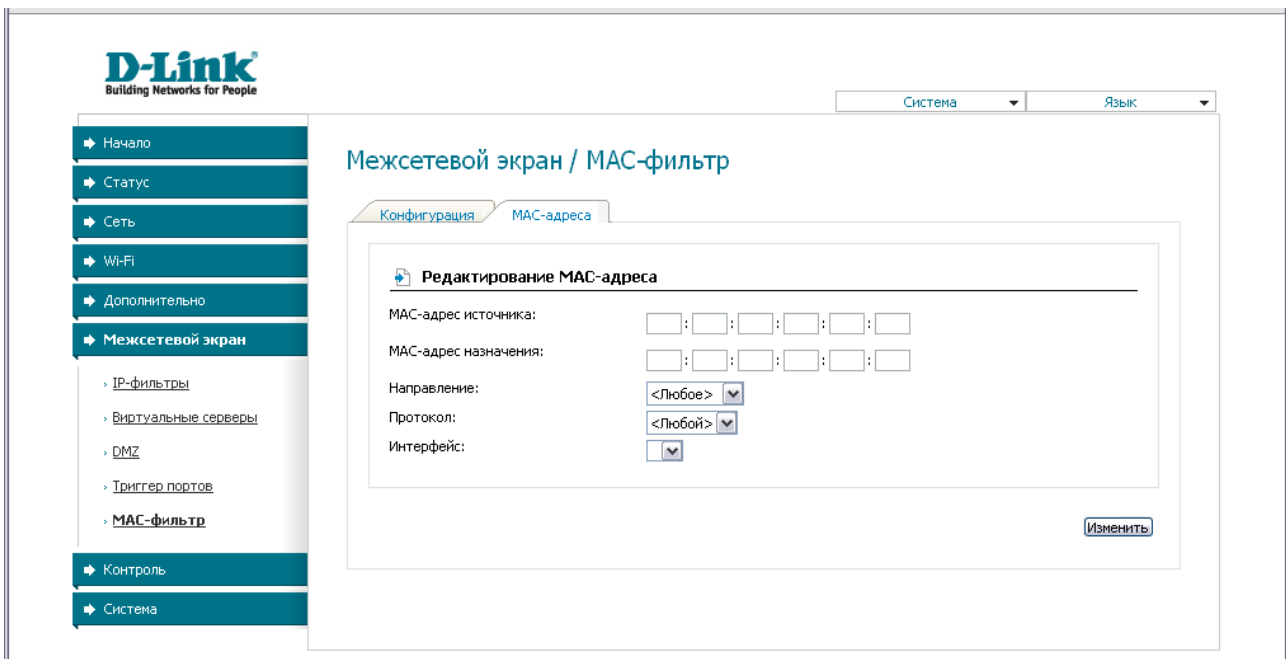 D-Link
Building Networks for People
Система
Язык
Начало
Статус
Сеть
Wi-Fi
Дополнительно
Межсетевой экран
IP-фильтры
Виртуальные серверы
DMZ
Триггер портов
MAC-фильтр
Контроль
Система
Межсетевой экран / MAC-фильтр
Конфигурация
MAC-адреса
Редактирование MAC-адреса
MAC-адрес источника:
: : : : :
MAC-адрес назначения:
: : : : :
Направление:
<Любое>
Протокол:
<Любой>
Интерфейс:
Изменить